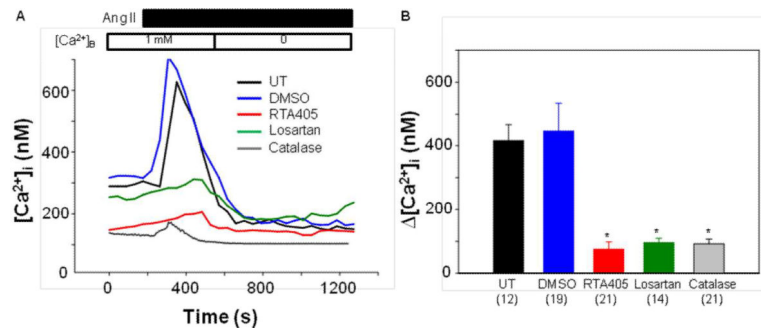 A
Ang II
[Ca²⁺]B
1 mM
0
600
400
200
0
[Ca²⁺]i (nM)
UT
DMSO
RTA405
Losartan
Catalase
0 400 800 1200
Time (s)
B
600
400
200
0
Δ[Ca²⁺]i (nM)
* * *
UT DMSO RTA405 Losartan Catalase
(12) (19) (21) (14) (21)